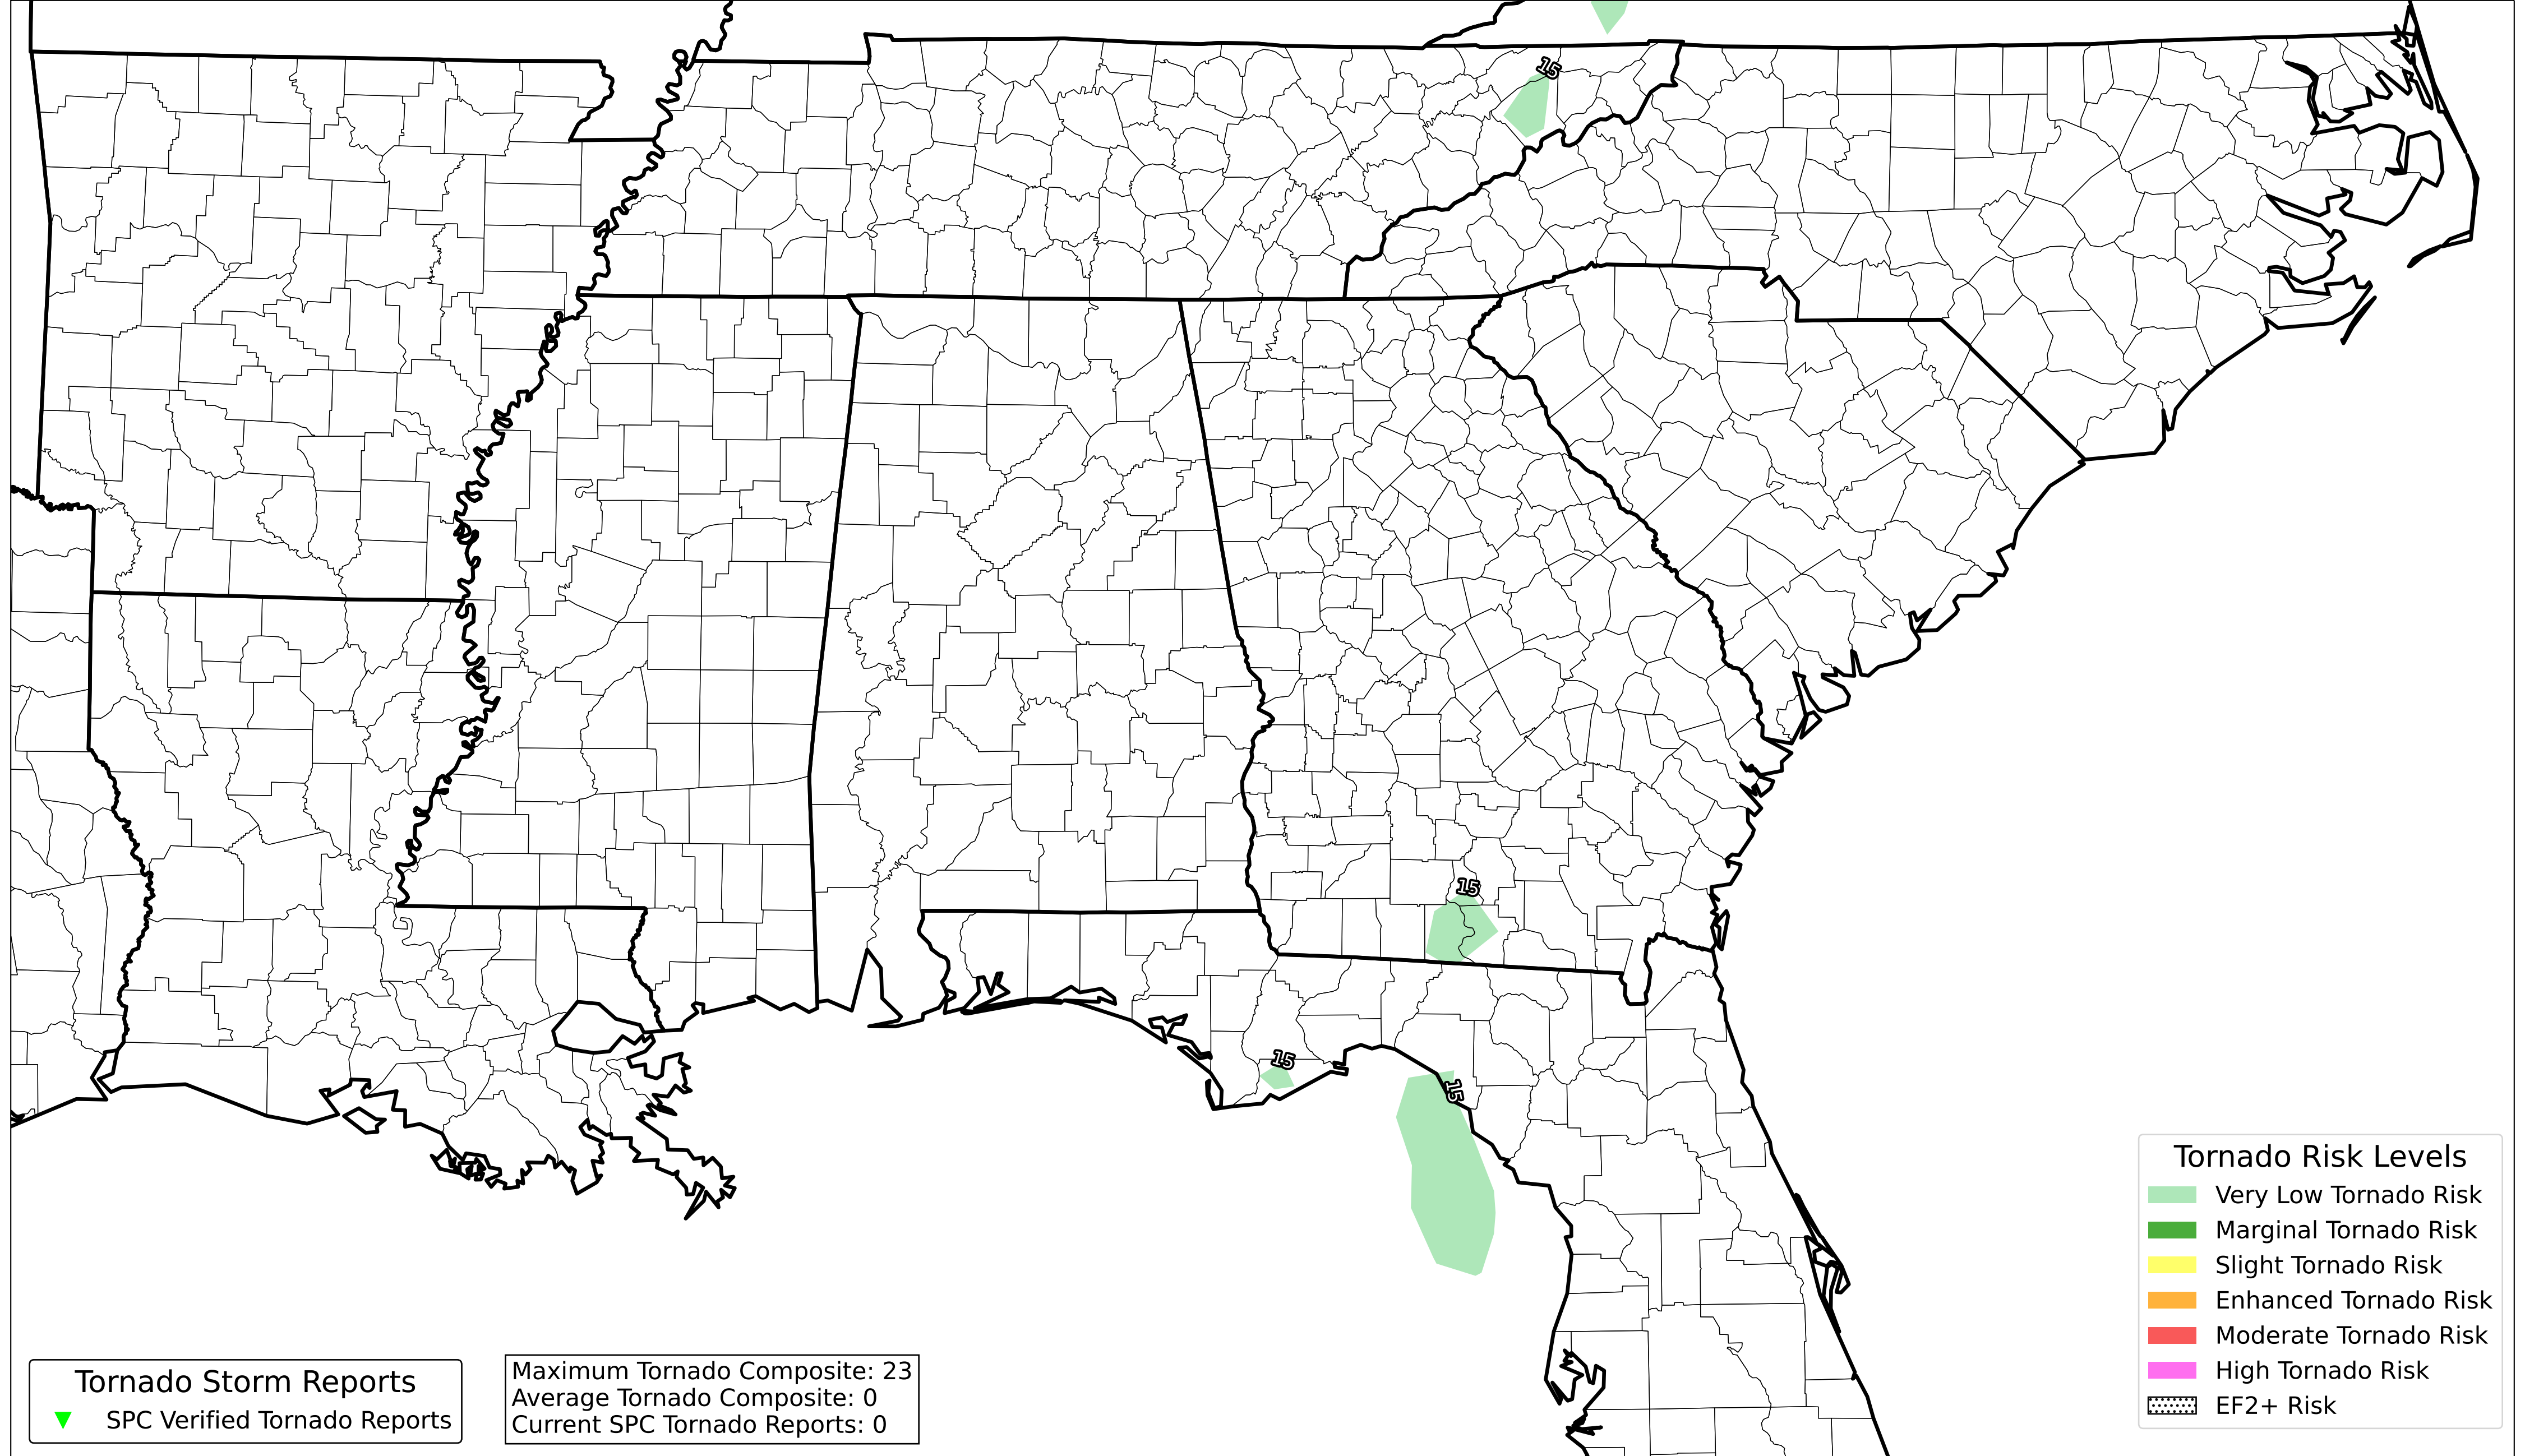 15
15
15
15
Tornado Risk Levels
Very Low Tornado Risk
Marginal Tornado Risk
Slight Tornado Risk
Enhanced Tornado Risk
Moderate Tornado Risk
High Tornado Risk
EF2+ Risk
Tornado Storm Reports
SPC Verified Tornado Reports
Maximum Tornado Composite: 23
Average Tornado Composite: 0
Current SPC Tornado Reports: 0